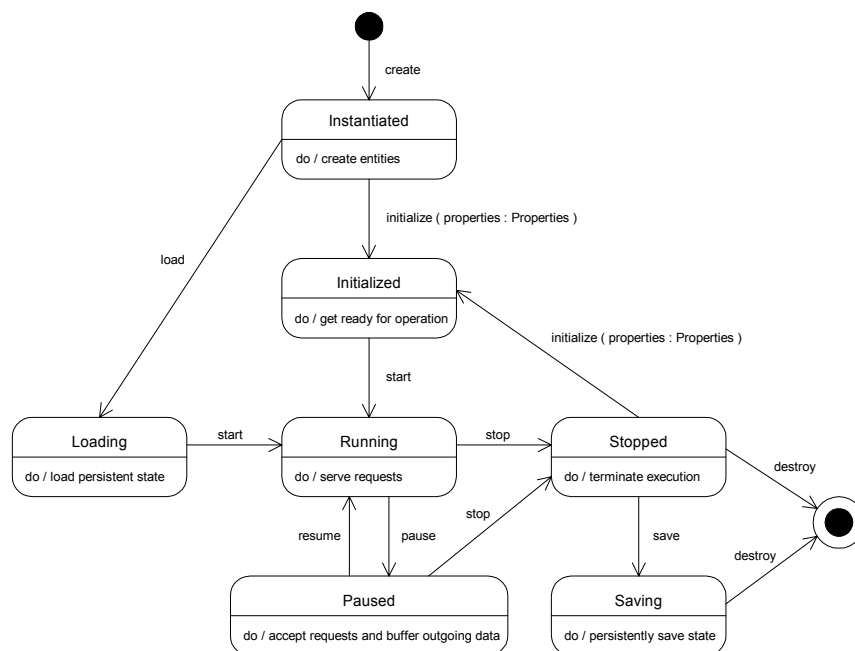 create
Instantiated
do / create entities
initialize ( properties : Properties )
load
Initialized
do / get ready for operation
initialize ( properties : Properties )
start
Loading
do / load persistent state
start
Running
do / serve requests
stop
Stopped
do / terminate execution
destroy
resume
pause
stop
save
destroy
Paused
do / accept requests and buffer outgoing data
Saving
do / persistently save state